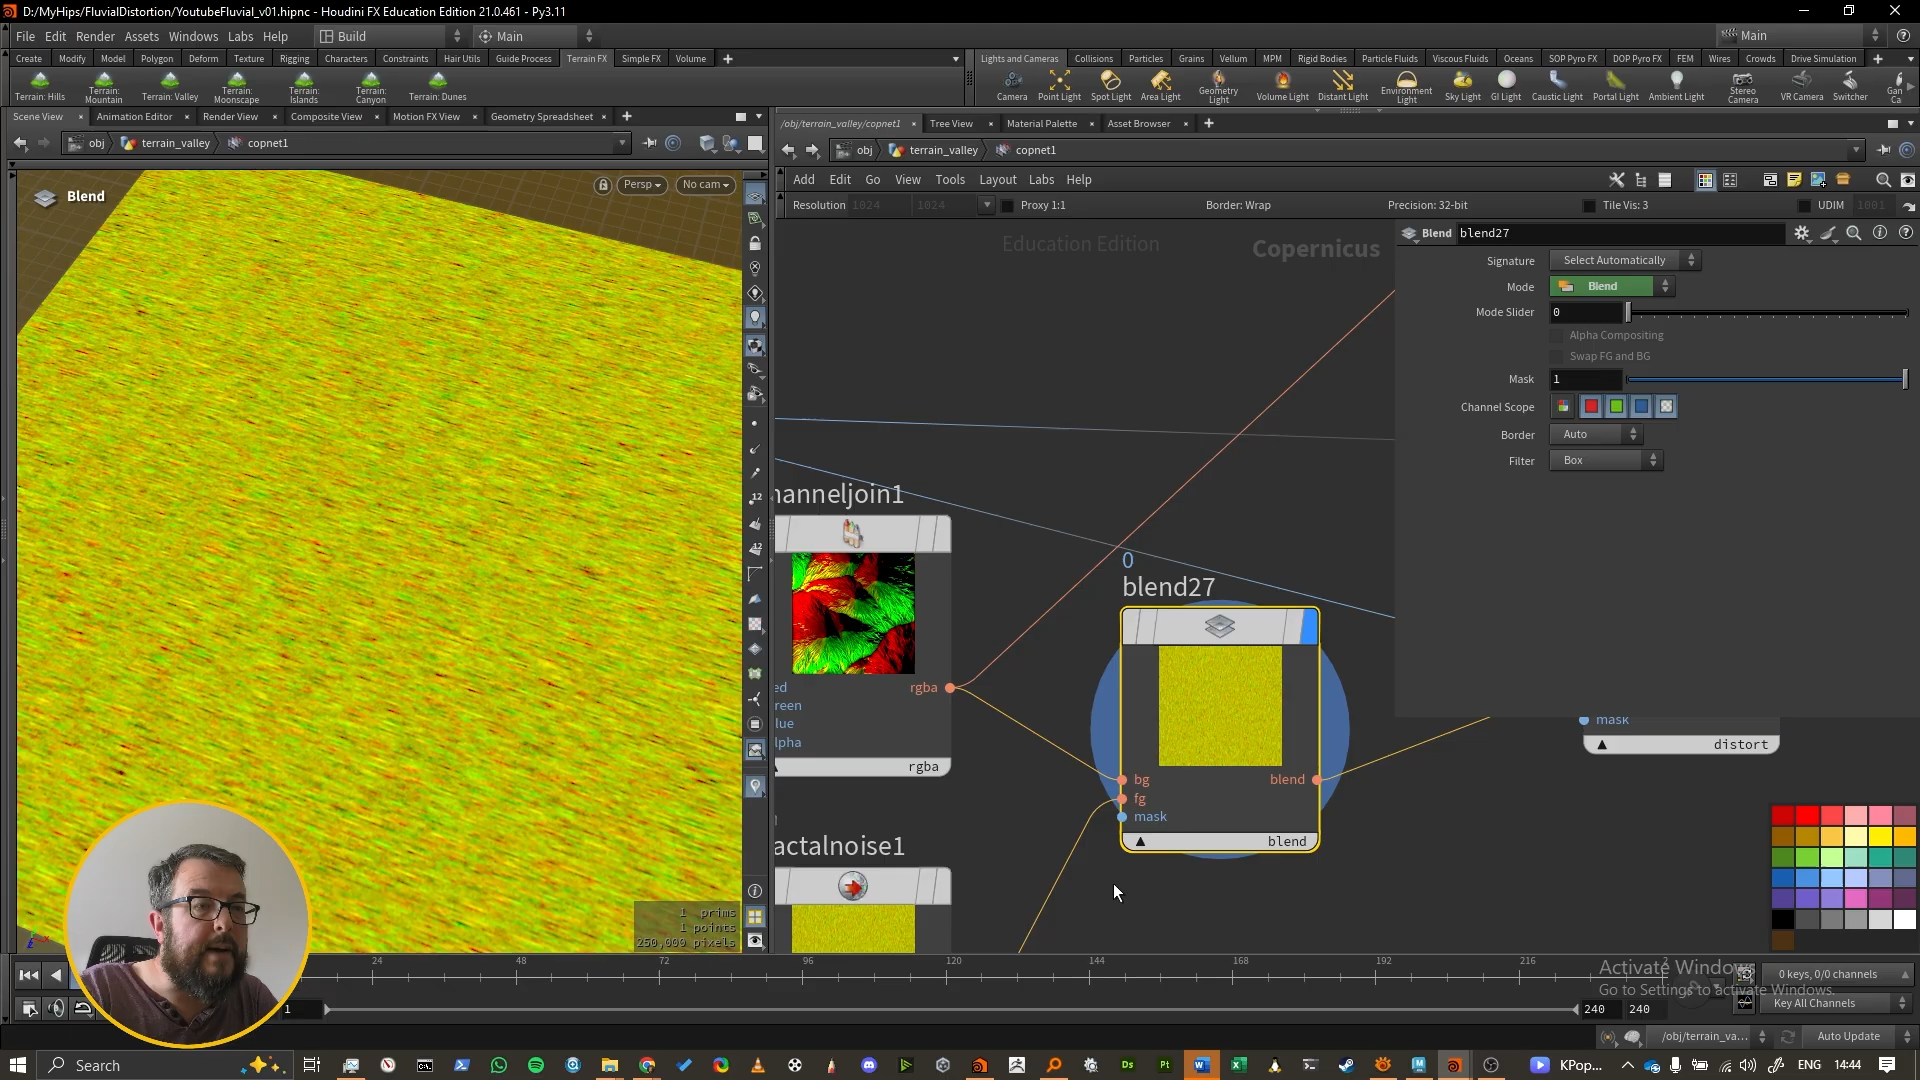 D:/MyHips/FluvialDistortion/YoutubeFluvial_v01.hipnc - Houdini FX Education Edition 21.0.461 - Py3.11
File Edit Render Assets Windows Labs Help Build Main Main
Create Modify Model Polygon Deform Texture Rigging Characters Constraints Hair Utils Guide Process Terrain FX Simple FX Volume
Lights and Cameras Collisions Particles Grains Vellum MPM Rigid Bodies Particle Fluids Viscous Fluids Oceans SOP Pyro FX DOP Pyro FX FEM Wires Crowds Drive Simulation
Terrain: Hills Terrain: Mountain Terrain: Valley Terrain: Moonscape Terrain: Islands Terrain: Canyon Terrain: Dunes
Camera Point Light Spot Light Area Light Geometry Light Volume Light Distant Light Environment Light Sky Light GI Light Caustic Light Portal Light Ambient Light Stereo Camera VR Camera Switcher Gan Ca
Scene View Animation Editor Render View Composite View Motion FX View Geometry Spreadsheet
/obj/terrain_valley/copnet1 Tree View Material Palette Asset Browser
obj terrain_valley copnet1
obj terrain_valley copnet1
Add Edit Go View Tools Layout Labs Help
Resolution 1024 1024 Proxy 1:1 Border: Wrap Precision: 32-bit Tile Vis: 3 UDIM 1001
Blend
Persp No cam
Education Edition
Copernicus
Blend blend27
Signature Select Automatically
Mode Blend
Mode Slider 0
Alpha Compositing
Swap FG and BG
Mask 1
Channel Scope
Border Auto
Filter Box
hanneljoin1
rgba
ed
reen
lue
lpha
rgba
0
blend27
bg
fg
mask
blend
blend
mask
distort
actalnoise1
12
12
1 prims
1 points
250,000 pixels
24 48 72 96 120 144 168 192 216 2
Activate Windows
Go to Settings to activate Windows.
0 keys, 0/0 channels
Key All Channels
1 240 240
/obj/terrain_va... Auto Update
Search
Ds Pt
KPop...
ENG 14:44